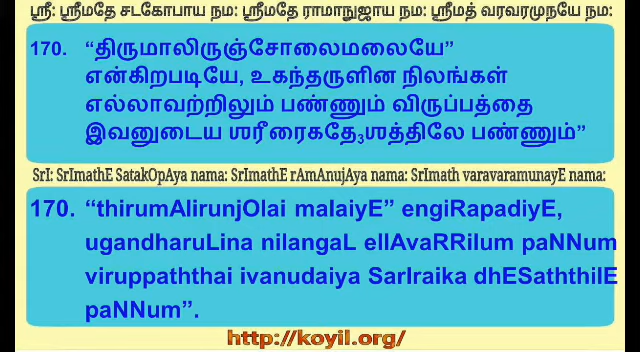 ஸ்ரீ: ஸ்ரீமதே சடகோபாய நம: ஸ்ரீமதே ராமாநுஜாய நம: ஸ்ரீமத் வரவரமுநயே நம:
170. “திருமாலிருஞ்சோலைமலையே”
என்கிறபடியே, உகந்தருளின நிலங்கள்
எல்லாவற்றிலும் பண்ணும் விருப்பத்தை
இவனுடைய ஶரீரைகதே₃ஶத்திலே பண்ணும்”
SrI: SrImathE SatakOpAya nama: SrImathE rAmAnujAya nama: SrImath varavaramunayE nama:
170. “thirumAlirunjOlai malaiyE” engiRapadiyE,
ugandharuLina nilangaL ellAvaRRilum paNNum
viruppaththai ivanudaiya SarIraika dhESaththilE
paNNum”.
http://koyil.org/